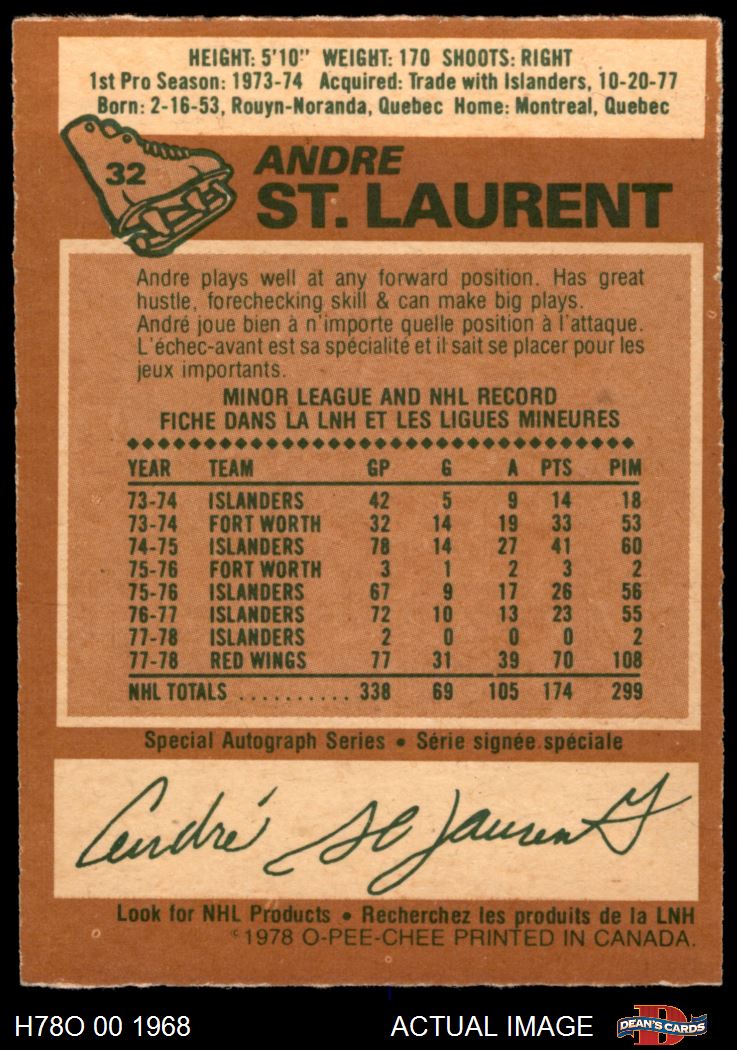 HEIGHT: 5'10" WEIGHT: 170 SHOOTS: RIGHT
1st Pro Season: 1973-74 Acquired: Trade with Islanders, 10-20-77
Born: 2-16-53, Rouyn-Noranda, Quebec Home: Montreal, Quebec
32
ANDRE
ST. LAURENT
Andre plays well at any forward position. Has great
hustle, forechecking skill & can make big plays.
André joue bien à n'importe quelle position à l'attaque.
L'échec-avant est sa spécialité et il sait se placer pour les
jeux importants.
MINOR LEAGUE AND NHL RECORD
FICHE DANS LA LNH ET LES LIGUES MINEURES
YEAR TEAM GP G A PTS PIM
73-74 ISLANDERS 42 5 9 14 18
73-74 FORT WORTH 32 14 19 33 53
74-75 ISLANDERS 78 14 27 41 60
75-76 FORT WORTH 3 1 2 3 2
75-76 ISLANDERS 67 9 17 26 56
76-77 ISLANDERS 72 10 13 23 55
77-78 ISLANDERS 2 0 0 0 2
77-78 RED WINGS 77 31 39 70 108
NHL TOTALS .......... 338 69 105 174 299
Special Autograph Series • Série signée spéciale
André St Laurent
Look for NHL Products • Recherchez les produits de la LNH
©1978 O-PEE-CHEE PRINTED IN CANADA.
H78O 00 1968
ACTUAL IMAGE
D
DEAN'S CARDS